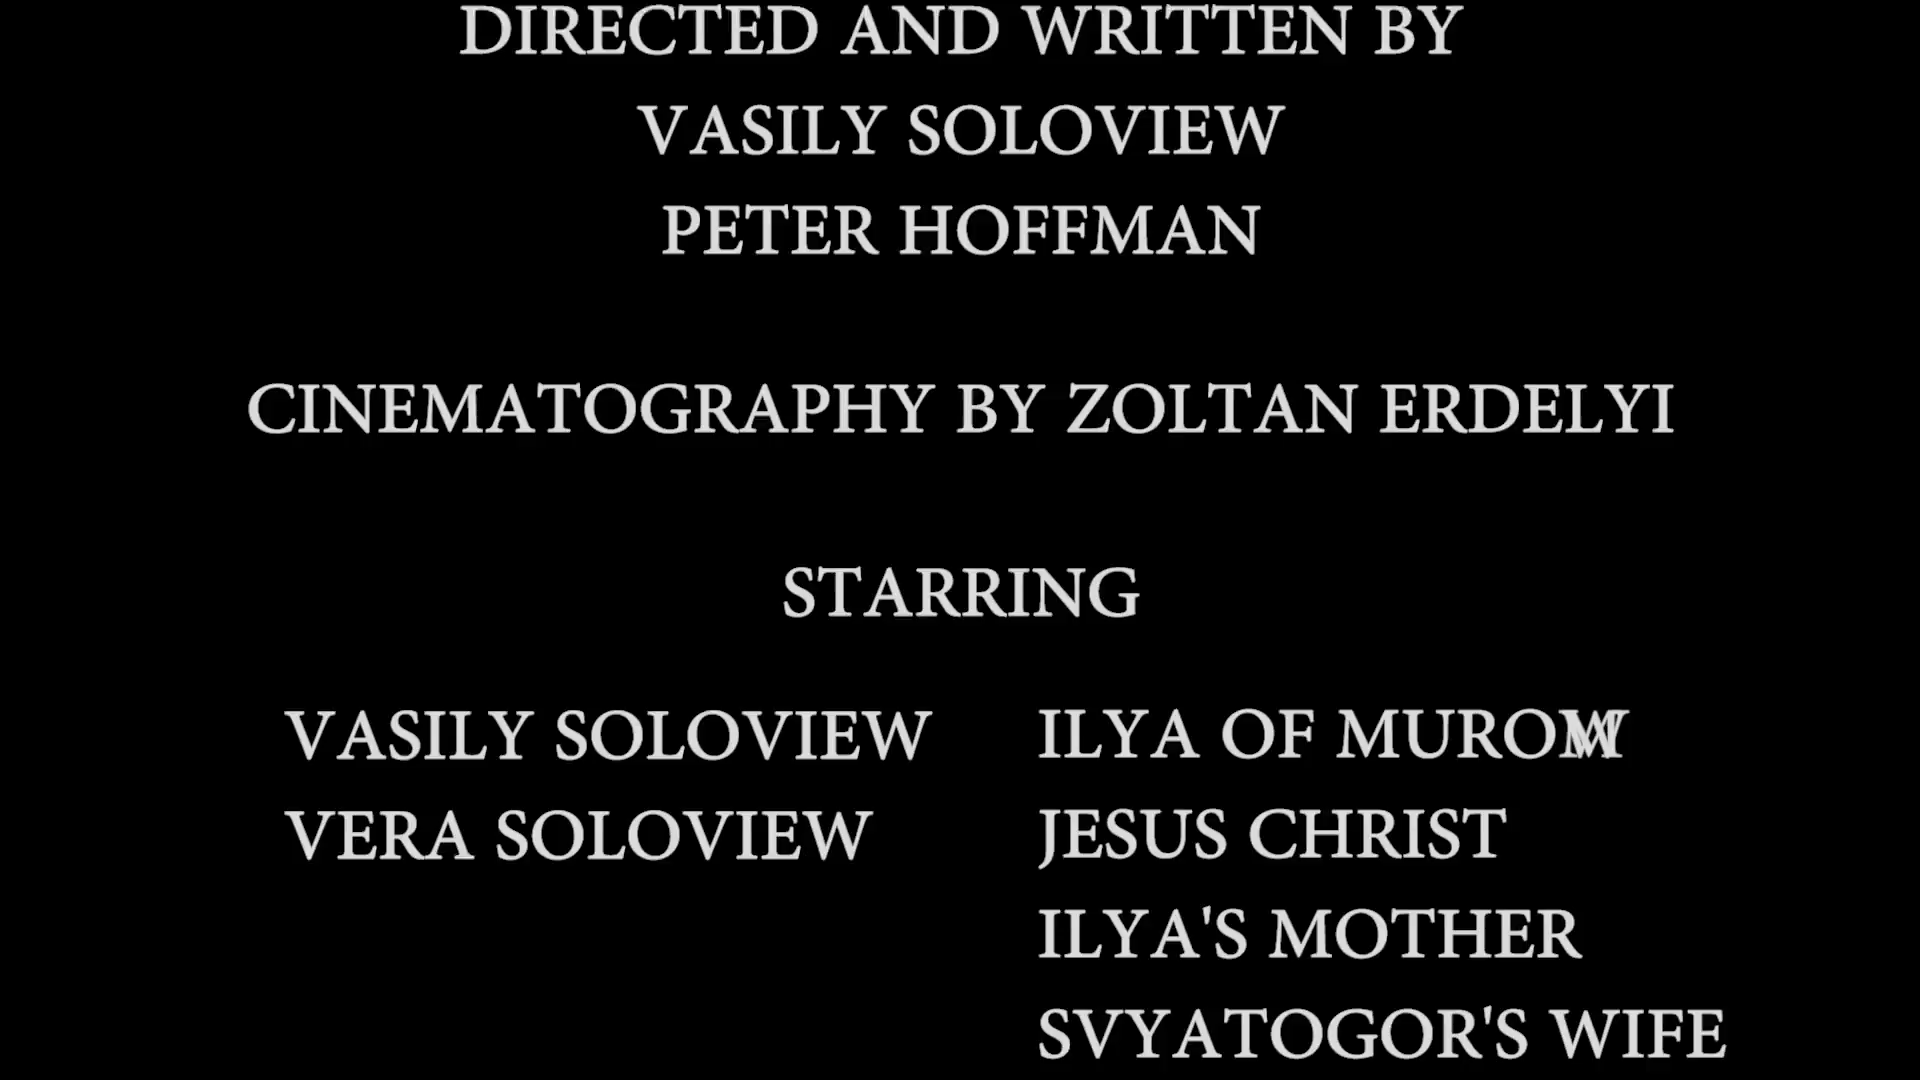 DIRECTED AND WRITTEN BY
VASILY SOLOVIEW
PETER HOFFMAN
CINEMATOGRAPHY BY ZOLTAN ERDELYI
STARRING
VASILY SOLOVIEW ILYA OF
VERA SOLOVIEW JESUS CHRIST
ILYA'S MOTHER
SVYATOGOR'S WIFE